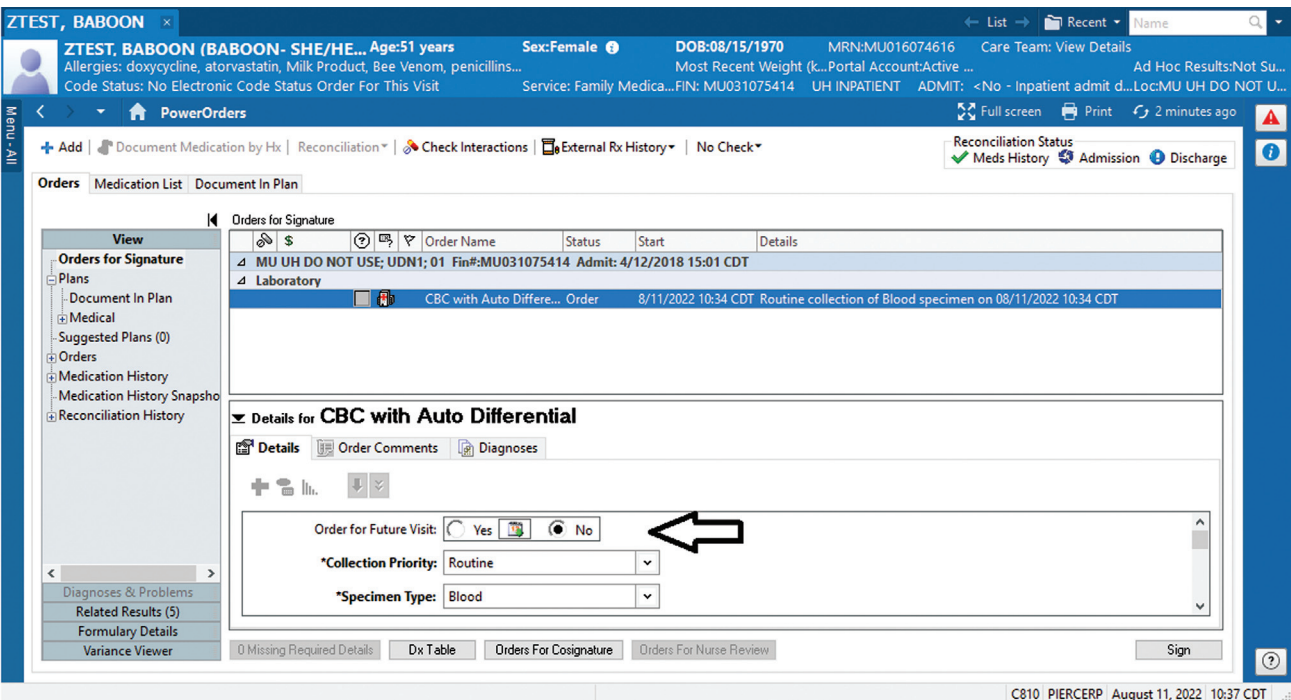 ZTEST, BABOON ×
List
Recent
Name
ZTEST, BABOON (BABOON- SHE/HE... Age:51 years Sex:Female DOB:08/15/1970 MRN:MU016074616 Care Team: View Details
Allergies: doxycycline, atorvastatin, Milk Product, Bee Venom, penicillins... Most Recent Weight (k...Portal Account:Active ... Ad Hoc Results:Not Su...
Code Status: No Electronic Code Status Order For This Visit Service: Family Medica...FIN: MU031075414 UH INPATIENT ADMIT: <No - Inpatient admit d...Loc:MU UH DO NOT U...
Menu - All
PowerOrders Full screen Print 2 minutes ago
Add | Document Medication by Hx | Reconciliation | Check Interactions | External Rx History | No Check
Reconciliation Status
Meds History Admission Discharge
Orders Medication List Document In Plan
View
Orders for Signature
Plans
Document In Plan
Medical
Suggested Plans (0)
Orders
Medication History
Medication History Snapsho
Reconciliation History
Diagnoses & Problems
Related Results (5)
Formulary Details
Variance Viewer
Orders for Signature
$ Order Name Status Start Details
MU UH DO NOT USE; UDN1; 01 Fin#:MU031075414 Admit: 4/12/2018 15:01 CDT
Laboratory
CBC with Auto Differe... Order 8/11/2022 10:34 CDT Routine collection of Blood specimen on 08/11/2022 10:34 CDT
Details for CBC with Auto Differential
Details Order Comments Diagnoses
Order for Future Visit: Yes No
*Collection Priority: Routine
*Specimen Type: Blood
0 Missing Required Details Dx Table Orders For Cosignature Orders For Nurse Review Sign
C810 PIERCERP August 11, 2022 10:37 CDT